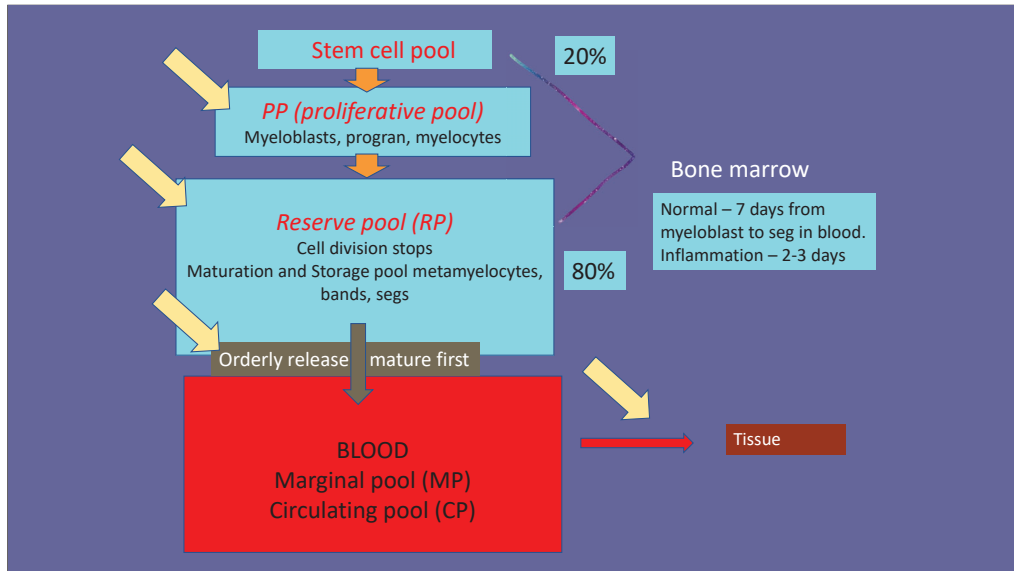 Stem cell pool
20%
PP (proliferative pool)
Myeloblasts, progran, myelocytes
Bone marrow
Normal – 7 days from
myeloblast to seg in blood.
Inflammation – 2-3 days
Reserve pool (RP)
Cell division stops
Maturation and Storage pool metamyelocytes,
bands, segs
80%
Orderly release mature first
BLOOD
Marginal pool (MP)
Circulating pool (CP)
Tissue